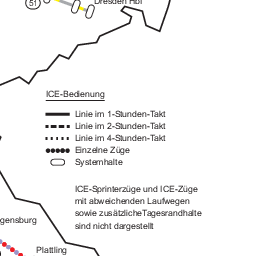 51
Dresden Hbf
ICE-Bedienung
Linie im 1-Stunden-Takt
Linie im 2-Stunden-Takt
Linie im 4-Stunden-Takt
Einzelne Züge
Systemhalte
ICE-Sprinterzüge und ICE-Züge
mit abweichenden Laufwegen
sowie zusätzlicheTagesrandhalte
sind nicht dargestellt
gensburg
Plattling